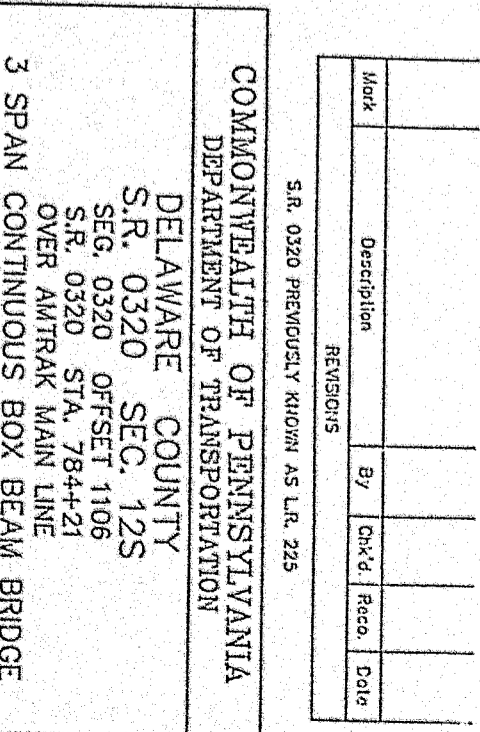 Mark Description By Chk'd. Reco. Date
REVISIONS
S.R. 0320 PREVIOUSLY KNOWN AS L.R. 225
COMMONWEALTH OF PENNSYLVANIA
DEPARTMENT OF TRANSPORTATION
DELAWARE COUNTY
S.R. 0320 SEC. 12S
SEG. 0320 OFFSET 1106
S.R. 0320 STA. 784+21
OVER AMTRAK MAIN LINE
3 SPAN CONTINUOUS BOX BEAM BRIDGE